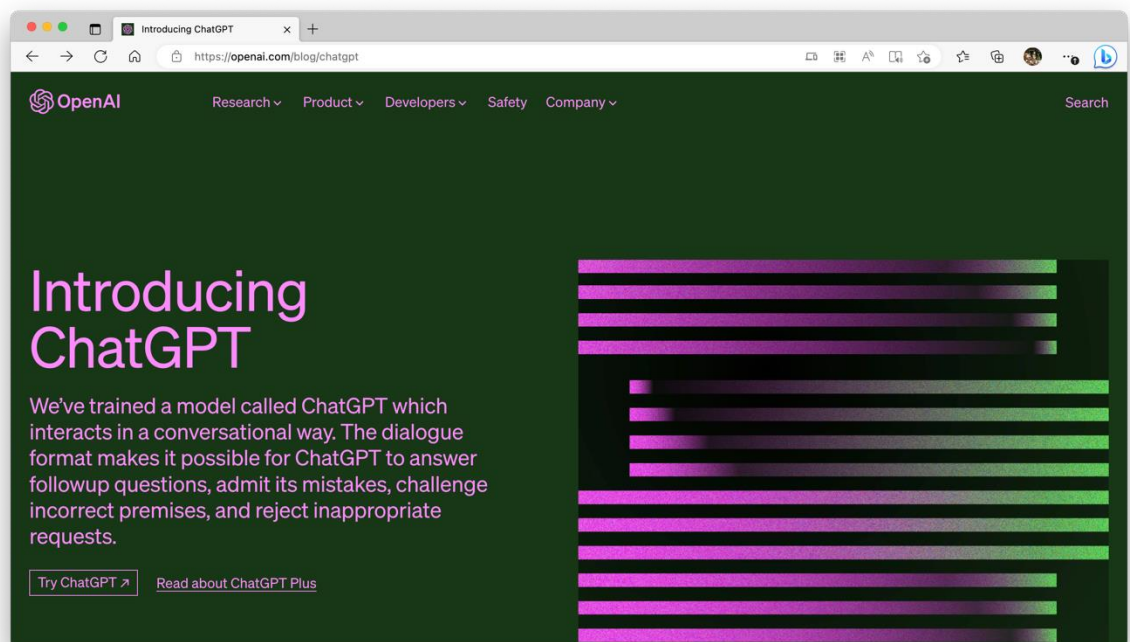 Introducing ChatGPT
https://openai.com/blog/chatgpt
OpenAI Research Product Developers Safety Company Search
Introducing
ChatGPT
We've trained a model called ChatGPT which
interacts in a conversational way. The dialogue
format makes it possible for ChatGPT to answer
followup questions, admit its mistakes, challenge
incorrect premises, and reject inappropriate
requests.
Try ChatGPT ↗ Read about ChatGPT Plus